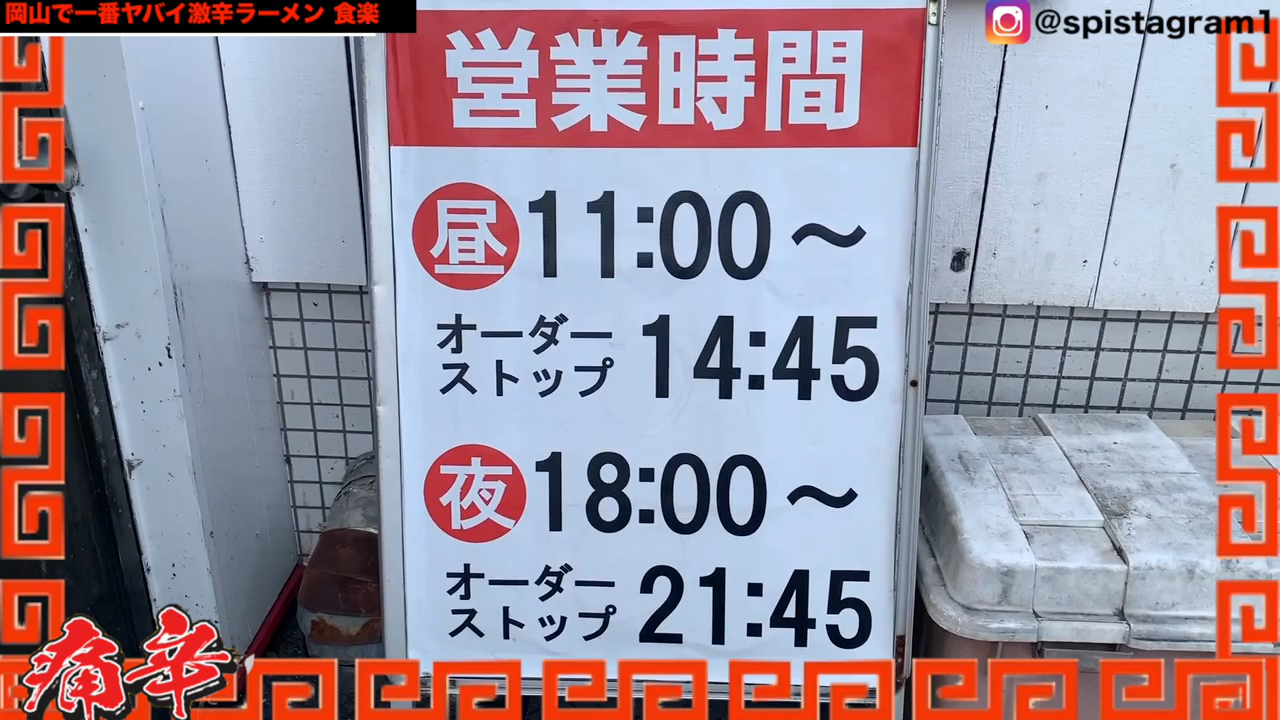 岡山で一番ヤバイ激辛ラーメン 食楽
@spistagram1
営業時間
昼 11:00～
オーダーストップ 14:45
夜 18:00～
オーダーストップ 21:45
痛辛